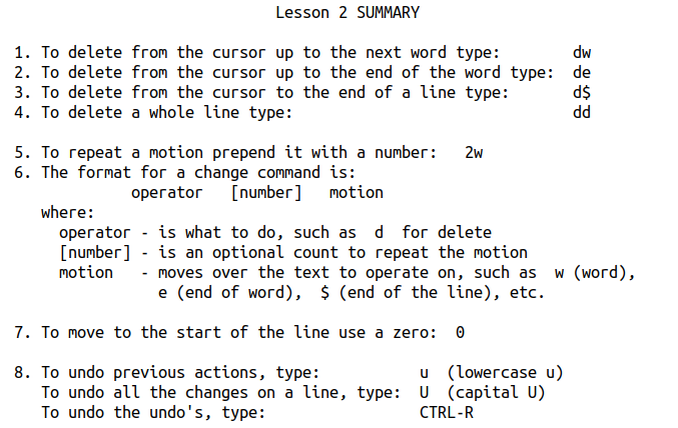 Lesson 2 SUMMARY
1. To delete from the cursor up to the next word type: dw
2. To delete from the cursor up to the end of the word type: de
3. To delete from the cursor to the end of a line type: d$
4. To delete a whole line type: dd
5. To repeat a motion prepend it with a number: 2w
6. The format for a change command is:
operator [number] motion
where:
operator - is what to do, such as d for delete
[number] - is an optional count to repeat the motion
motion - moves over the text to operate on, such as w (word),
e (end of word), $ (end of the line), etc.
7. To move to the start of the line use a zero: 0
8. To undo previous actions, type: u (lowercase u)
To undo all the changes on a line, type: U (capital U)
To undo the undo's, type: CTRL-R